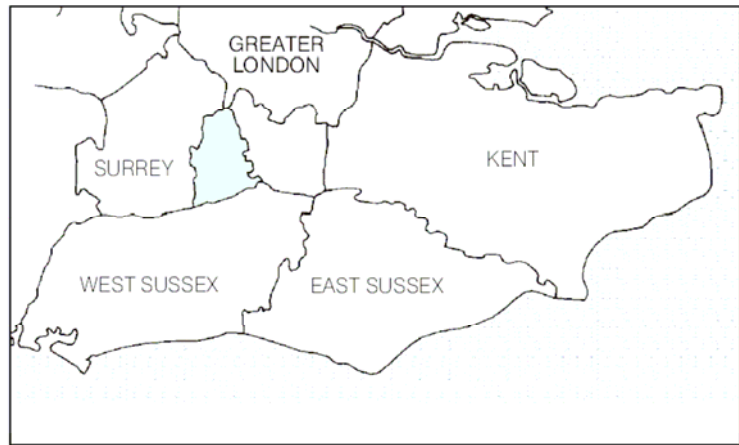 GREATER
LONDON
SURREY
KENT
WEST SUSSEX
EAST SUSSEX